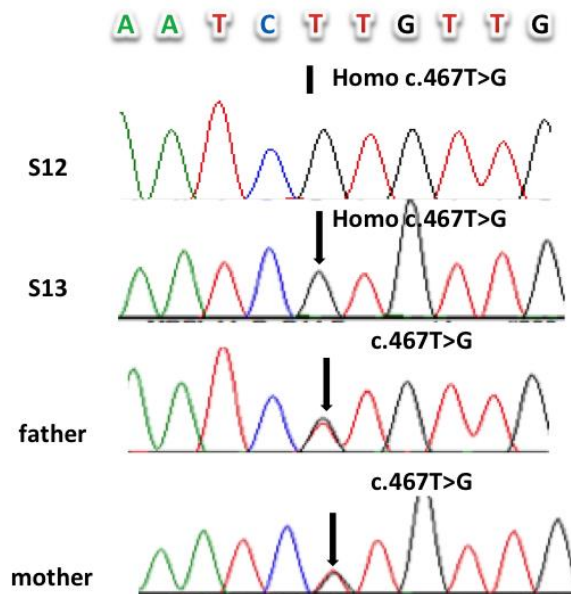 A A T C T T G T T G
Homo c.467T>G
S12
Homo c.467T>G
S13
c.467T>G
father
c.467T>G
mother